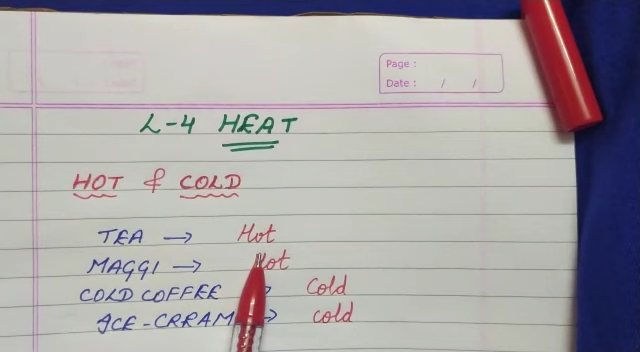 Page :
Date : / /
L-4 HEAT
HOT & COLD
TEA → Hot
MAGGI → Hot
COLD COFFEE → Cold
ICE-CREAM → cold